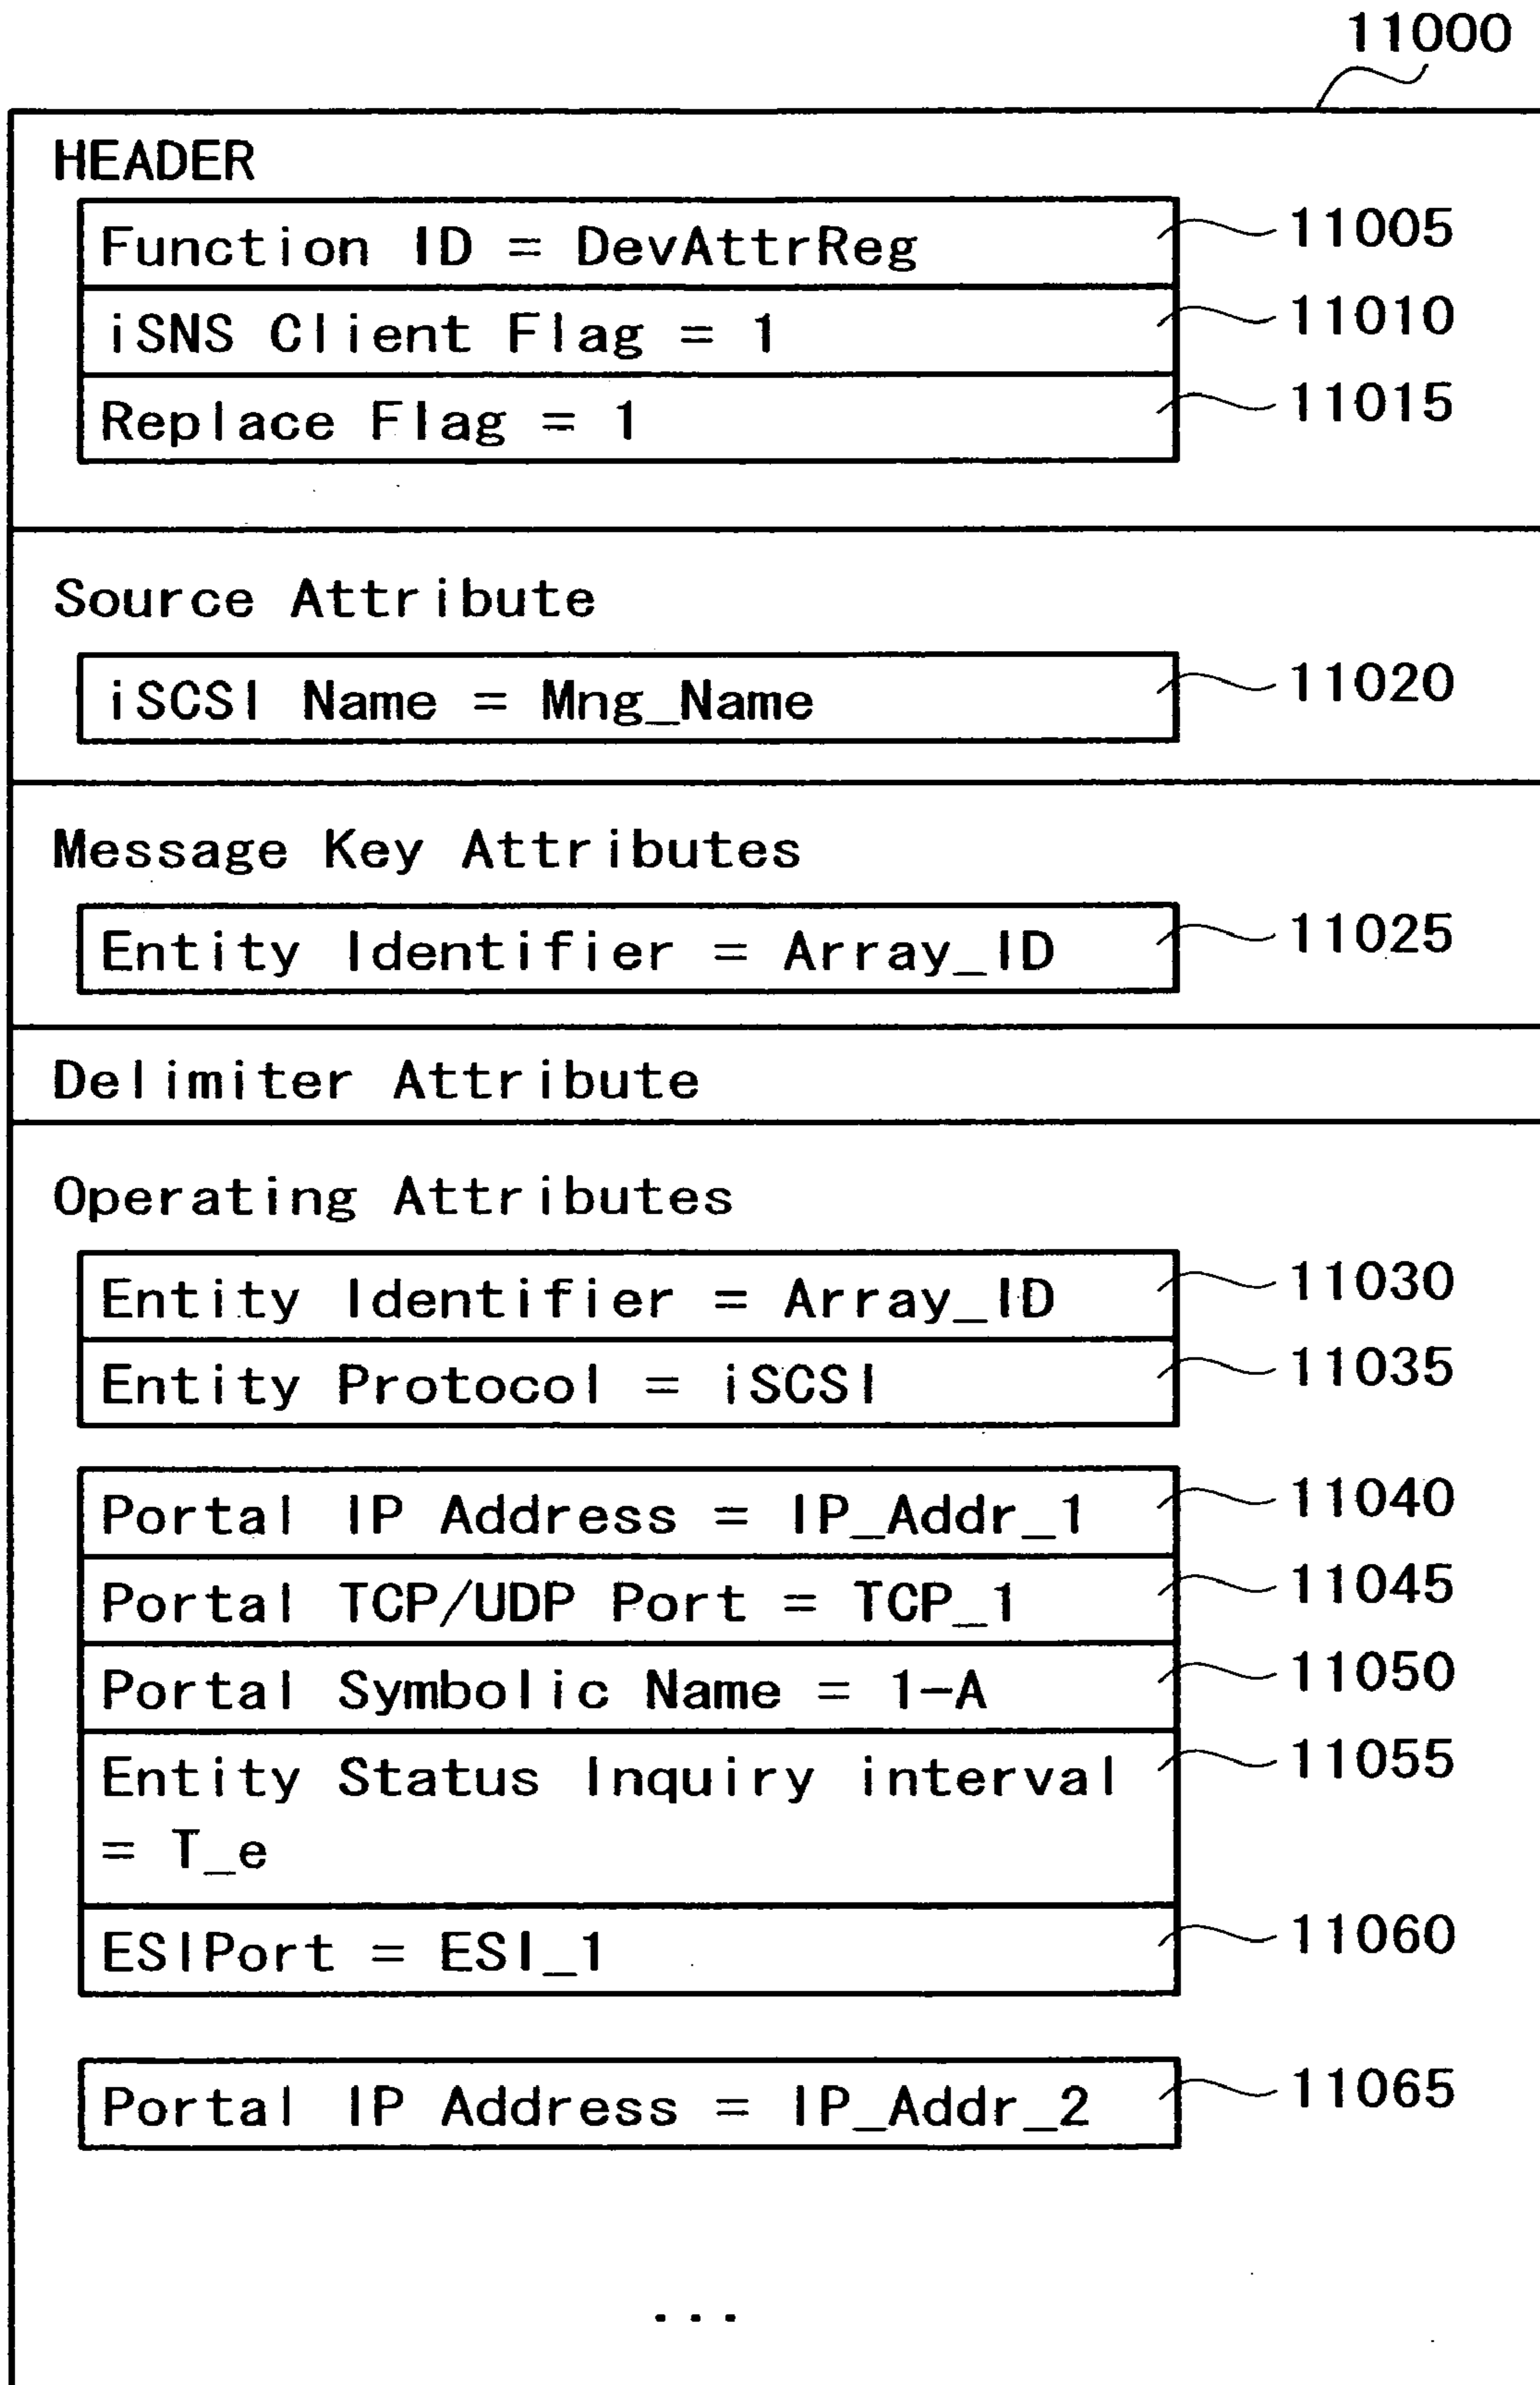 11000
HEADER
Function ID = DevAttrReg
11005
iSNS Client Flag = 1
11010
Replace Flag = 1
11015
Source Attribute
iSCSI Name = Mng_Name
11020
Message Key Attributes
Entity Identifier = Array_ID
11025
Delimiter Attribute
Operating Attributes
Entity Identifier = Array_ID
11030
Entity Protocol = iSCSI
11035
Portal IP Address = IP_Addr_1
11040
Portal TCP/UDP Port = TCP_1
11045
Portal Symbolic Name = 1-A
11050
Entity Status Inquiry interval
= T_e
11055
ESIPort = ESI_1
11060
Portal IP Address = IP_Addr_2
11065
...